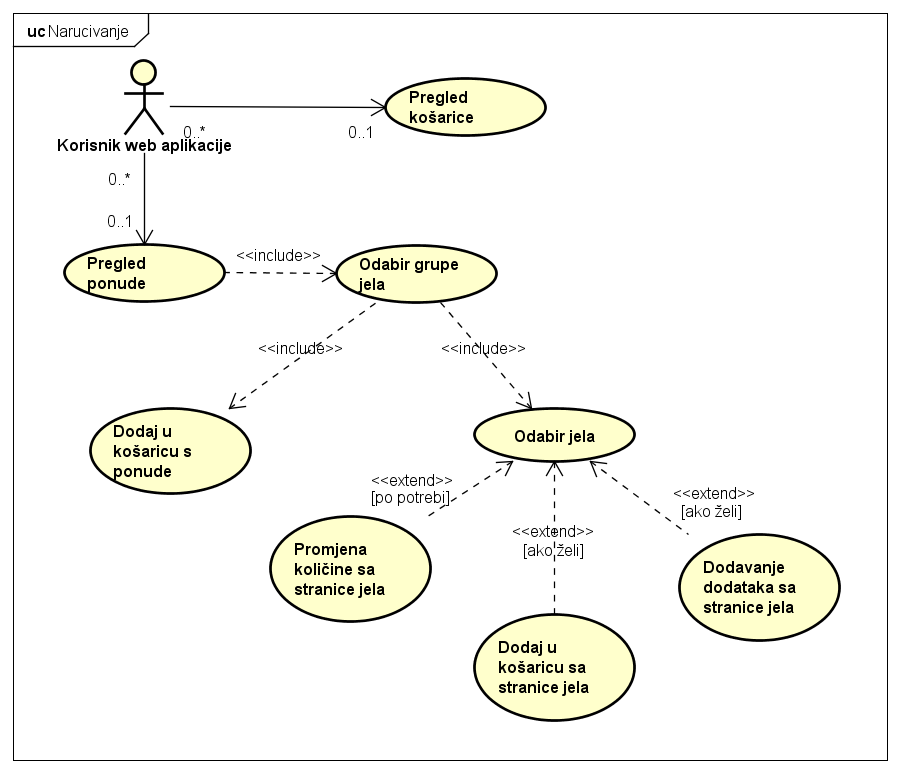 uc Narucivanje
Pregled
košarice
0..*
0..1
Korisnik web aplikacije
0..*
0..1
Pregled
ponude
<<include>>
Odabir grupe
jela
<<include>>
<<include>>
Dodaj u
košaricu s
ponude
Odabir jela
<<extend>>
[po potrebi]
<<extend>>
[ako želi]
<<extend>>
[ako želi]
Promjena
količine sa
stranice jela
Dodaj u
košaricu sa
stranice jela
Dodavanje
dodataka sa
stranice jela